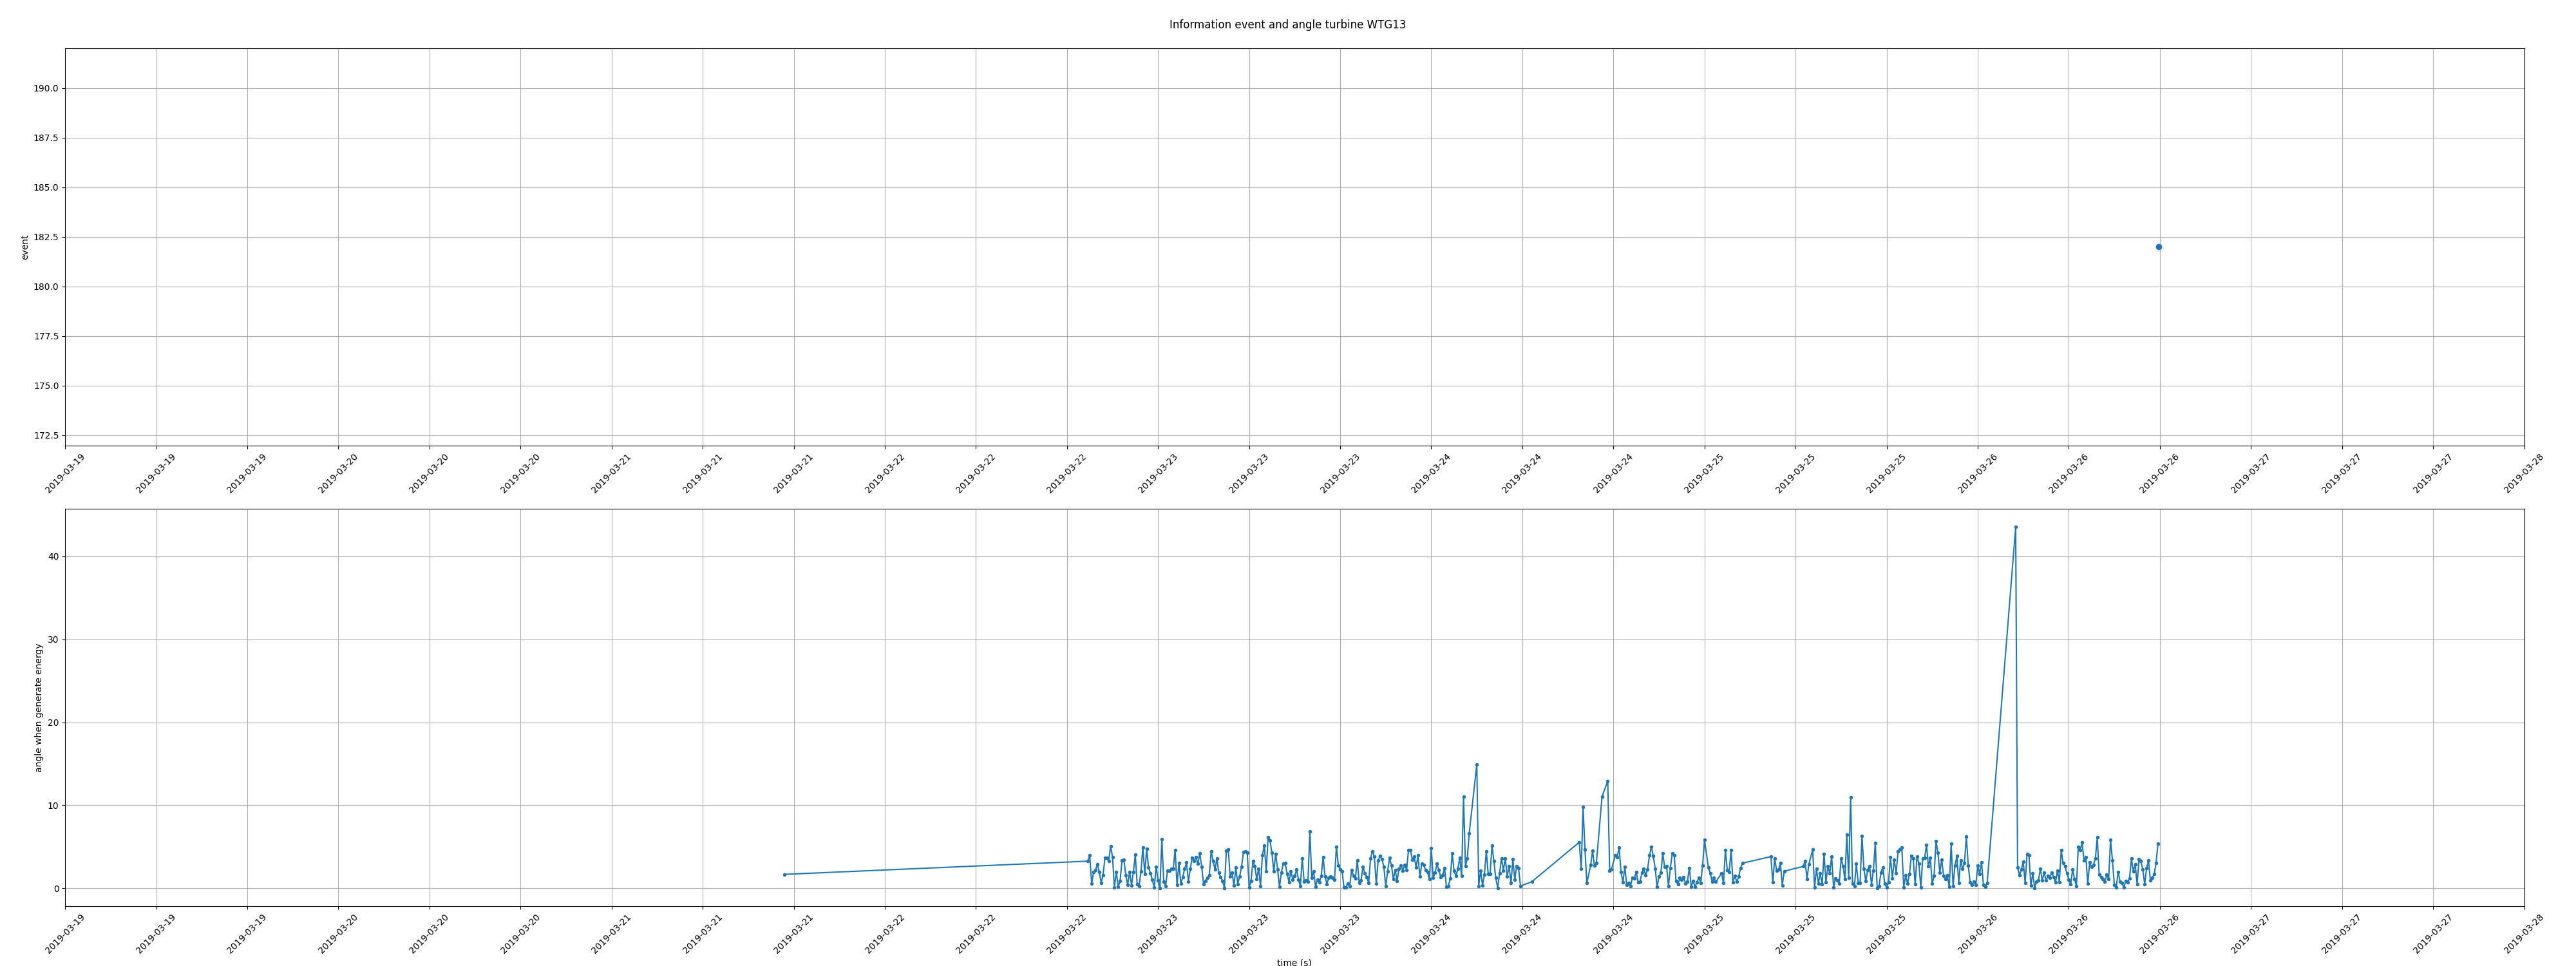 Information event and angle turbine WTG13
190.0
187.5
185.0
182.5
180.0
177.5
175.0
172.5
event
2019-03-19 2019-03-19 2019-03-19 2019-03-20 2019-03-20 2019-03-20 2019-03-21 2019-03-21 2019-03-21 2019-03-22 2019-03-22 2019-03-22 2019-03-23 2019-03-23 2019-03-23 2019-03-24 2019-03-24 2019-03-24 2019-03-25 2019-03-25 2019-03-25 2019-03-26 2019-03-26 2019-03-26 2019-03-27 2019-03-27 2019-03-27 2019-03-28
40
30
20
10
0
angle when generate energy
2019-03-19 2019-03-19 2019-03-19 2019-03-20 2019-03-20 2019-03-20 2019-03-21 2019-03-21 2019-03-21 2019-03-22 2019-03-22 2019-03-22 2019-03-23 2019-03-23 2019-03-23 2019-03-24 2019-03-24 2019-03-24 2019-03-25 2019-03-25 2019-03-25 2019-03-26 2019-03-26 2019-03-26 2019-03-27 2019-03-27 2019-03-27 2019-03-28
time (s)